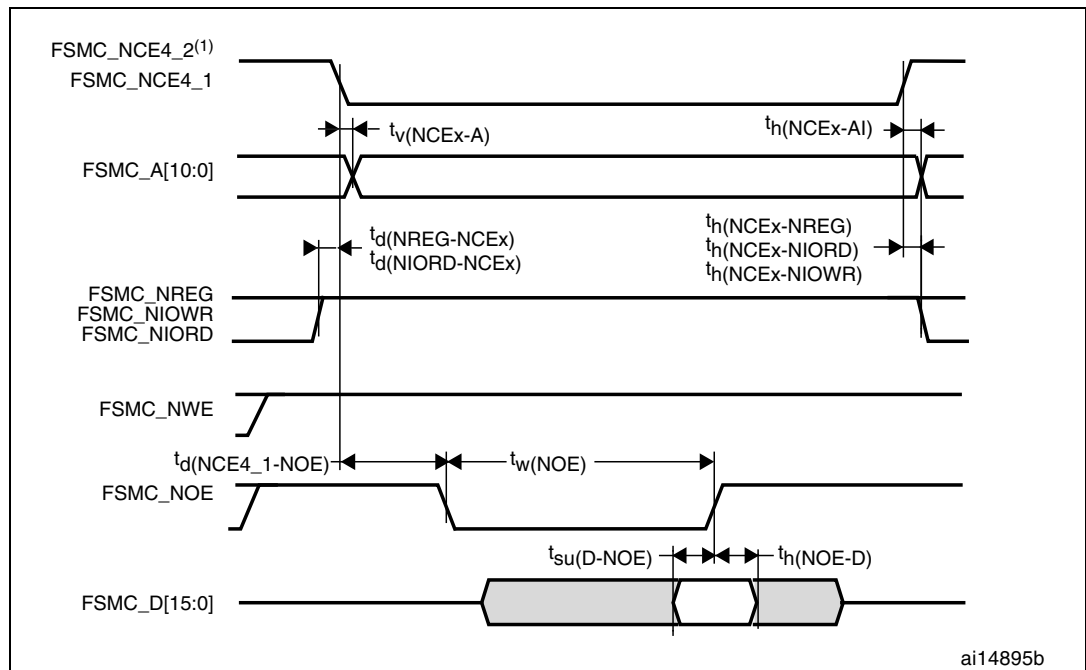 FSMC_NCE4_2(1)
FSMC_NCE4_1
tv(NCEx-A)
th(NCEx-AI)
FSMC_A[10:0]
td(NREG-NCEx)
td(NIORD-NCEx)
th(NCEx-NREG)
th(NCEx-NIORD)
th(NCEx-NIOWR)
FSMC_NREG
FSMC_NIOWR
FSMC_NIORD
FSMC_NWE
td(NCE4_1-NOE)
tw(NOE)
FSMC_NOE
tsu(D-NOE)
th(NOE-D)
FSMC_D[15:0]
ai14895b